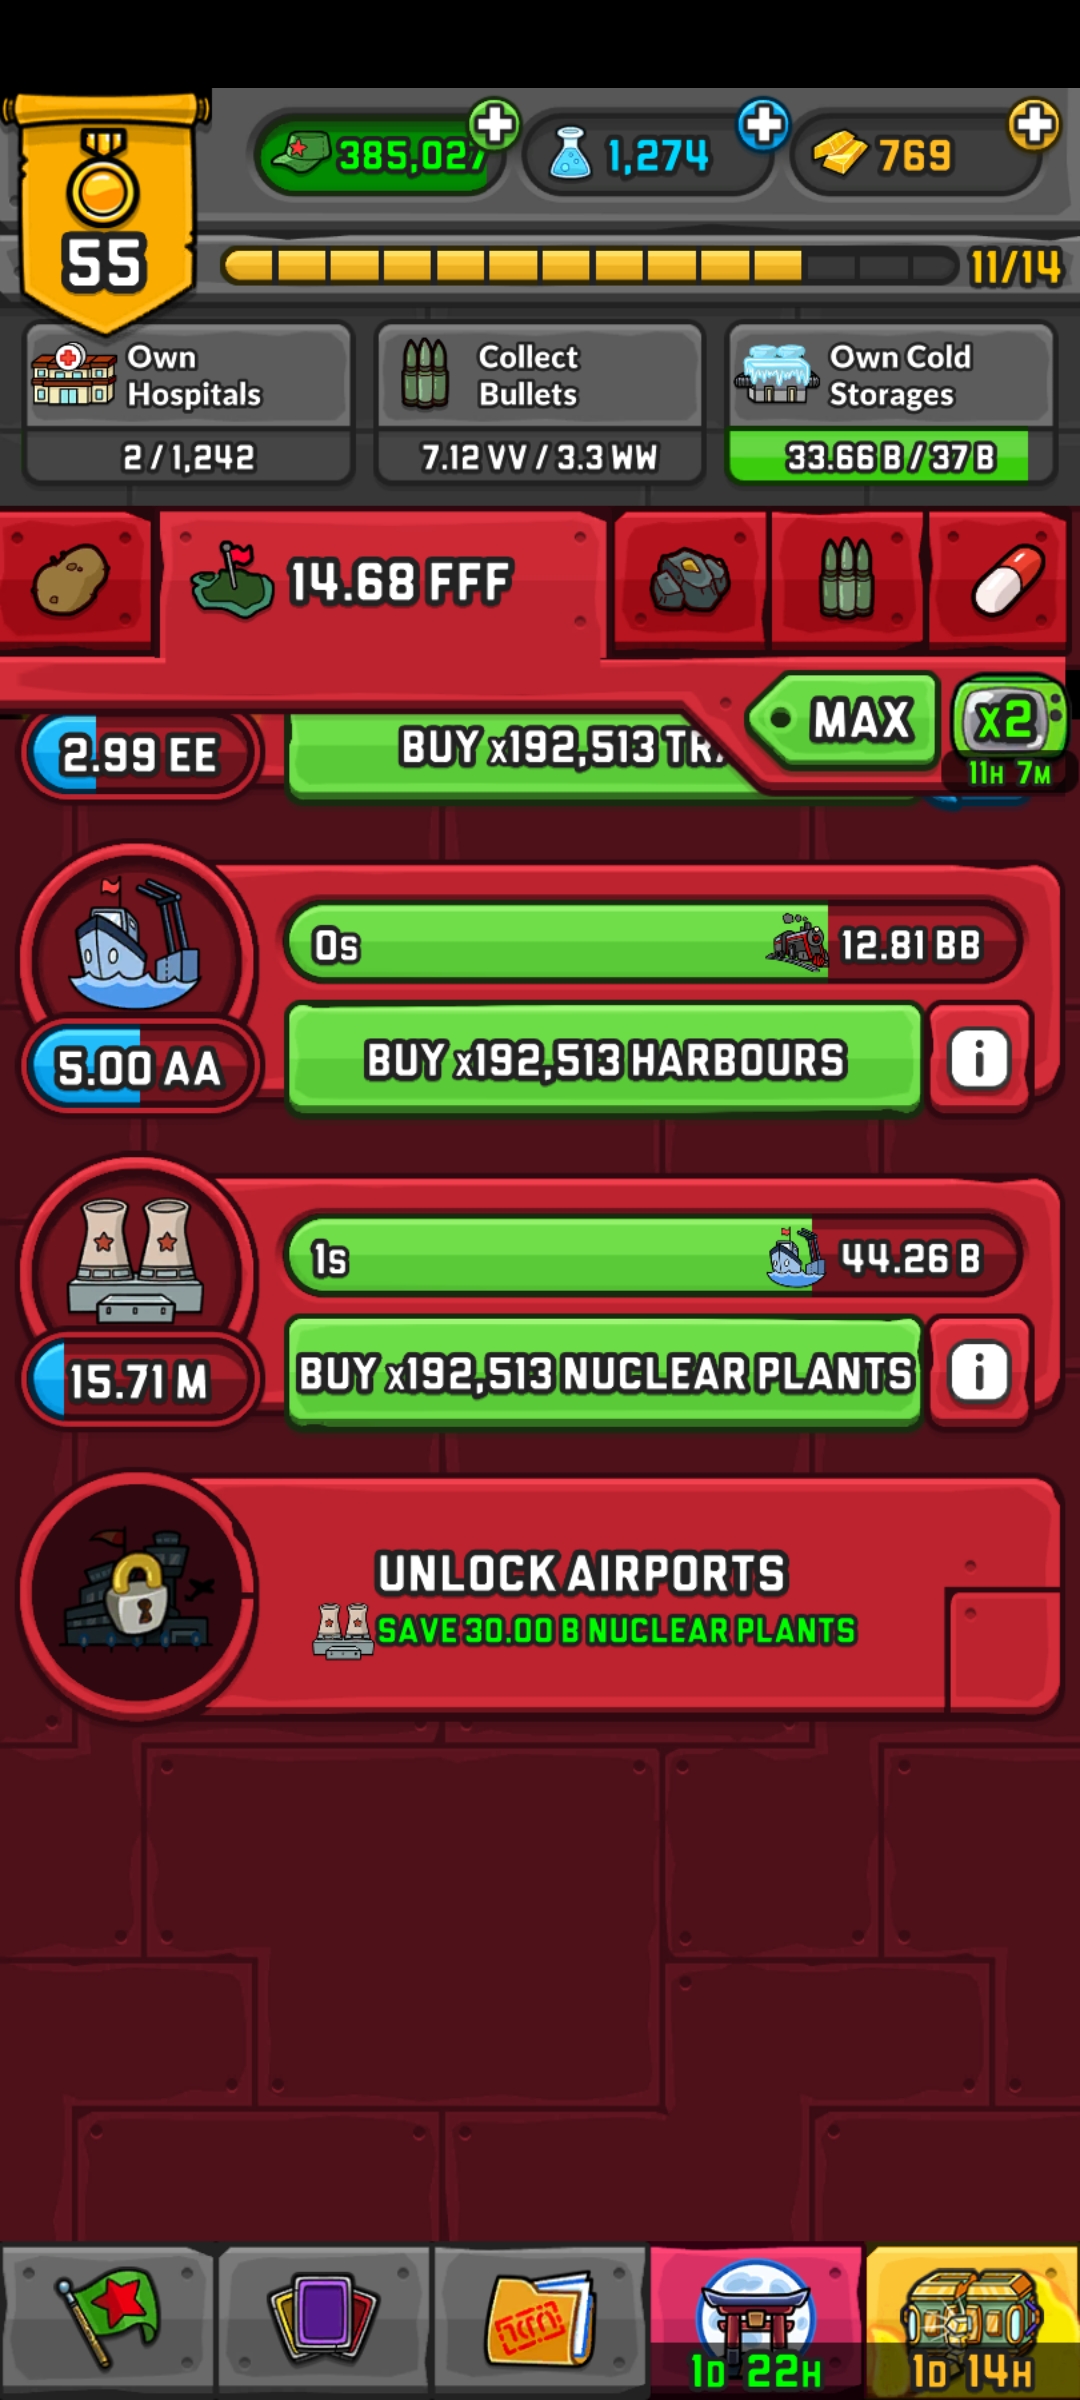 385,027
1,274
769
55
11/14
Own
Hospitals
2 / 1,242
Collect
Bullets
7.12 VV / 3.3 WW
Own Cold
Storages
33.66 B / 37 B
14.68 FFF
MAX
x2
11H 7M
2.99 EE
BUY x192,513
0s
12.81 BB
5.00 AA
BUY x192,513 HARBOURS
i
1s
44.26 B
15.71 M
BUY x192,513 NUCLEAR PLANTS
i
UNLOCK AIRPORTS
SAVE 30.00 B NUCLEAR PLANTS
1D 22H
1D 14H